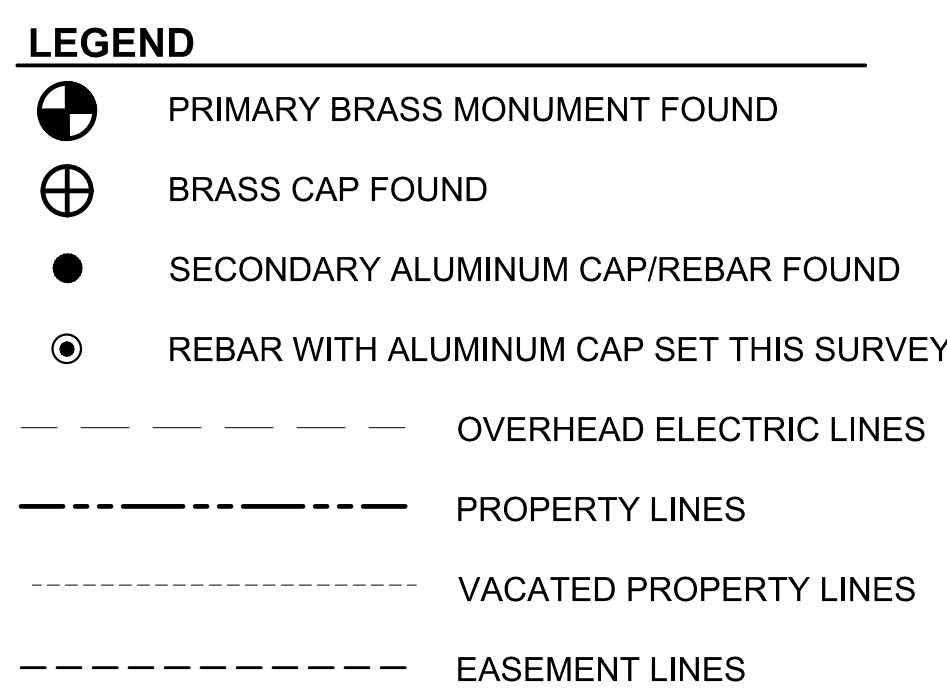 LEGEND
PRIMARY BRASS MONUMENT FOUND
BRASS CAP FOUND
SECONDARY ALUMINUM CAP/REBAR FOUND
REBAR WITH ALUMINUM CAP SET THIS SURVEY
OVERHEAD ELECTRIC LINES
PROPERTY LINES
VACATED PROPERTY LINES
EASEMENT LINES